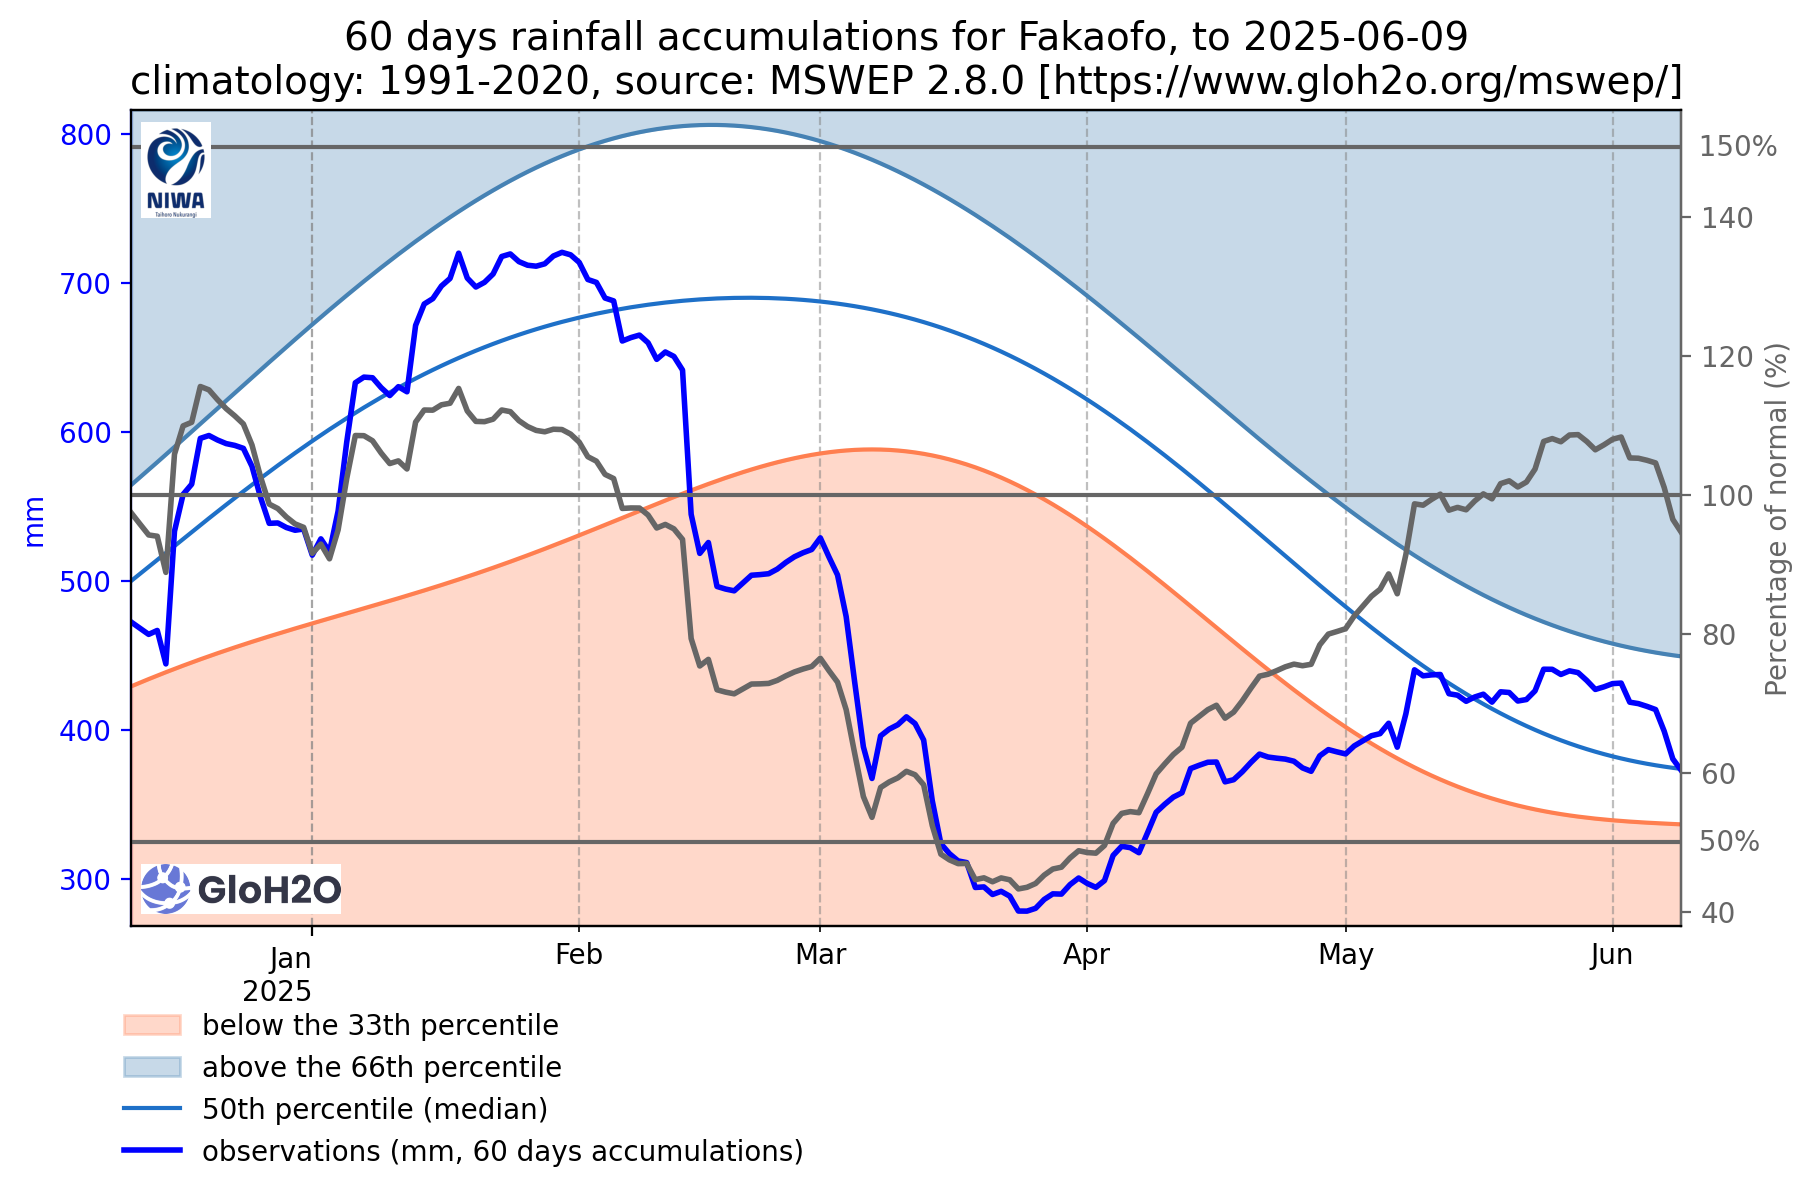 60 days rainfall accumulations for Fakaofo, to 2025-06-09
climatology: 1991-2020, source: MSWEP 2.8.0 [https://www.gloh2o.org/mswep/]
800
700
600
500
400
300
mm
NIWA
Taihoro Nukurangi
GloH2O
150%
140
120
100
80
60
50%
40
Percentage of normal (%)
Jan
2025
Feb
Mar
Apr
May
Jun
below the 33th percentile
above the 66th percentile
50th percentile (median)
observations (mm, 60 days accumulations)